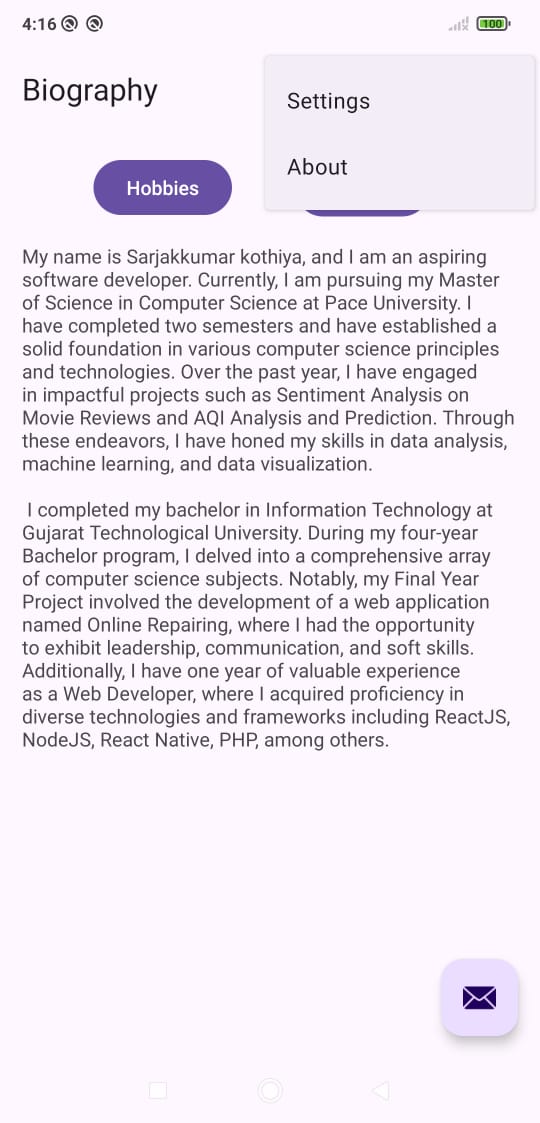 4:16
100
Biography
Settings
About
Hobbies
My name is Sarjakkumar kothiya, and I am an aspiring
software developer. Currently, I am pursuing my Master
of Science in Computer Science at Pace University. I
have completed two semesters and have established a
solid foundation in various computer science principles
and technologies. Over the past year, I have engaged
in impactful projects such as Sentiment Analysis on
Movie Reviews and AQI Analysis and Prediction. Through
these endeavors, I have honed my skills in data analysis,
machine learning, and data visualization.
I completed my bachelor in Information Technology at
Gujarat Technological University. During my four-year
Bachelor program, I delved into a comprehensive array
of computer science subjects. Notably, my Final Year
Project involved the development of a web application
named Online Repairing, where I had the opportunity
to exhibit leadership, communication, and soft skills.
Additionally, I have one year of valuable experience
as a Web Developer, where I acquired proficiency in
diverse technologies and frameworks including ReactJS,
NodeJS, React Native, PHP, among others.